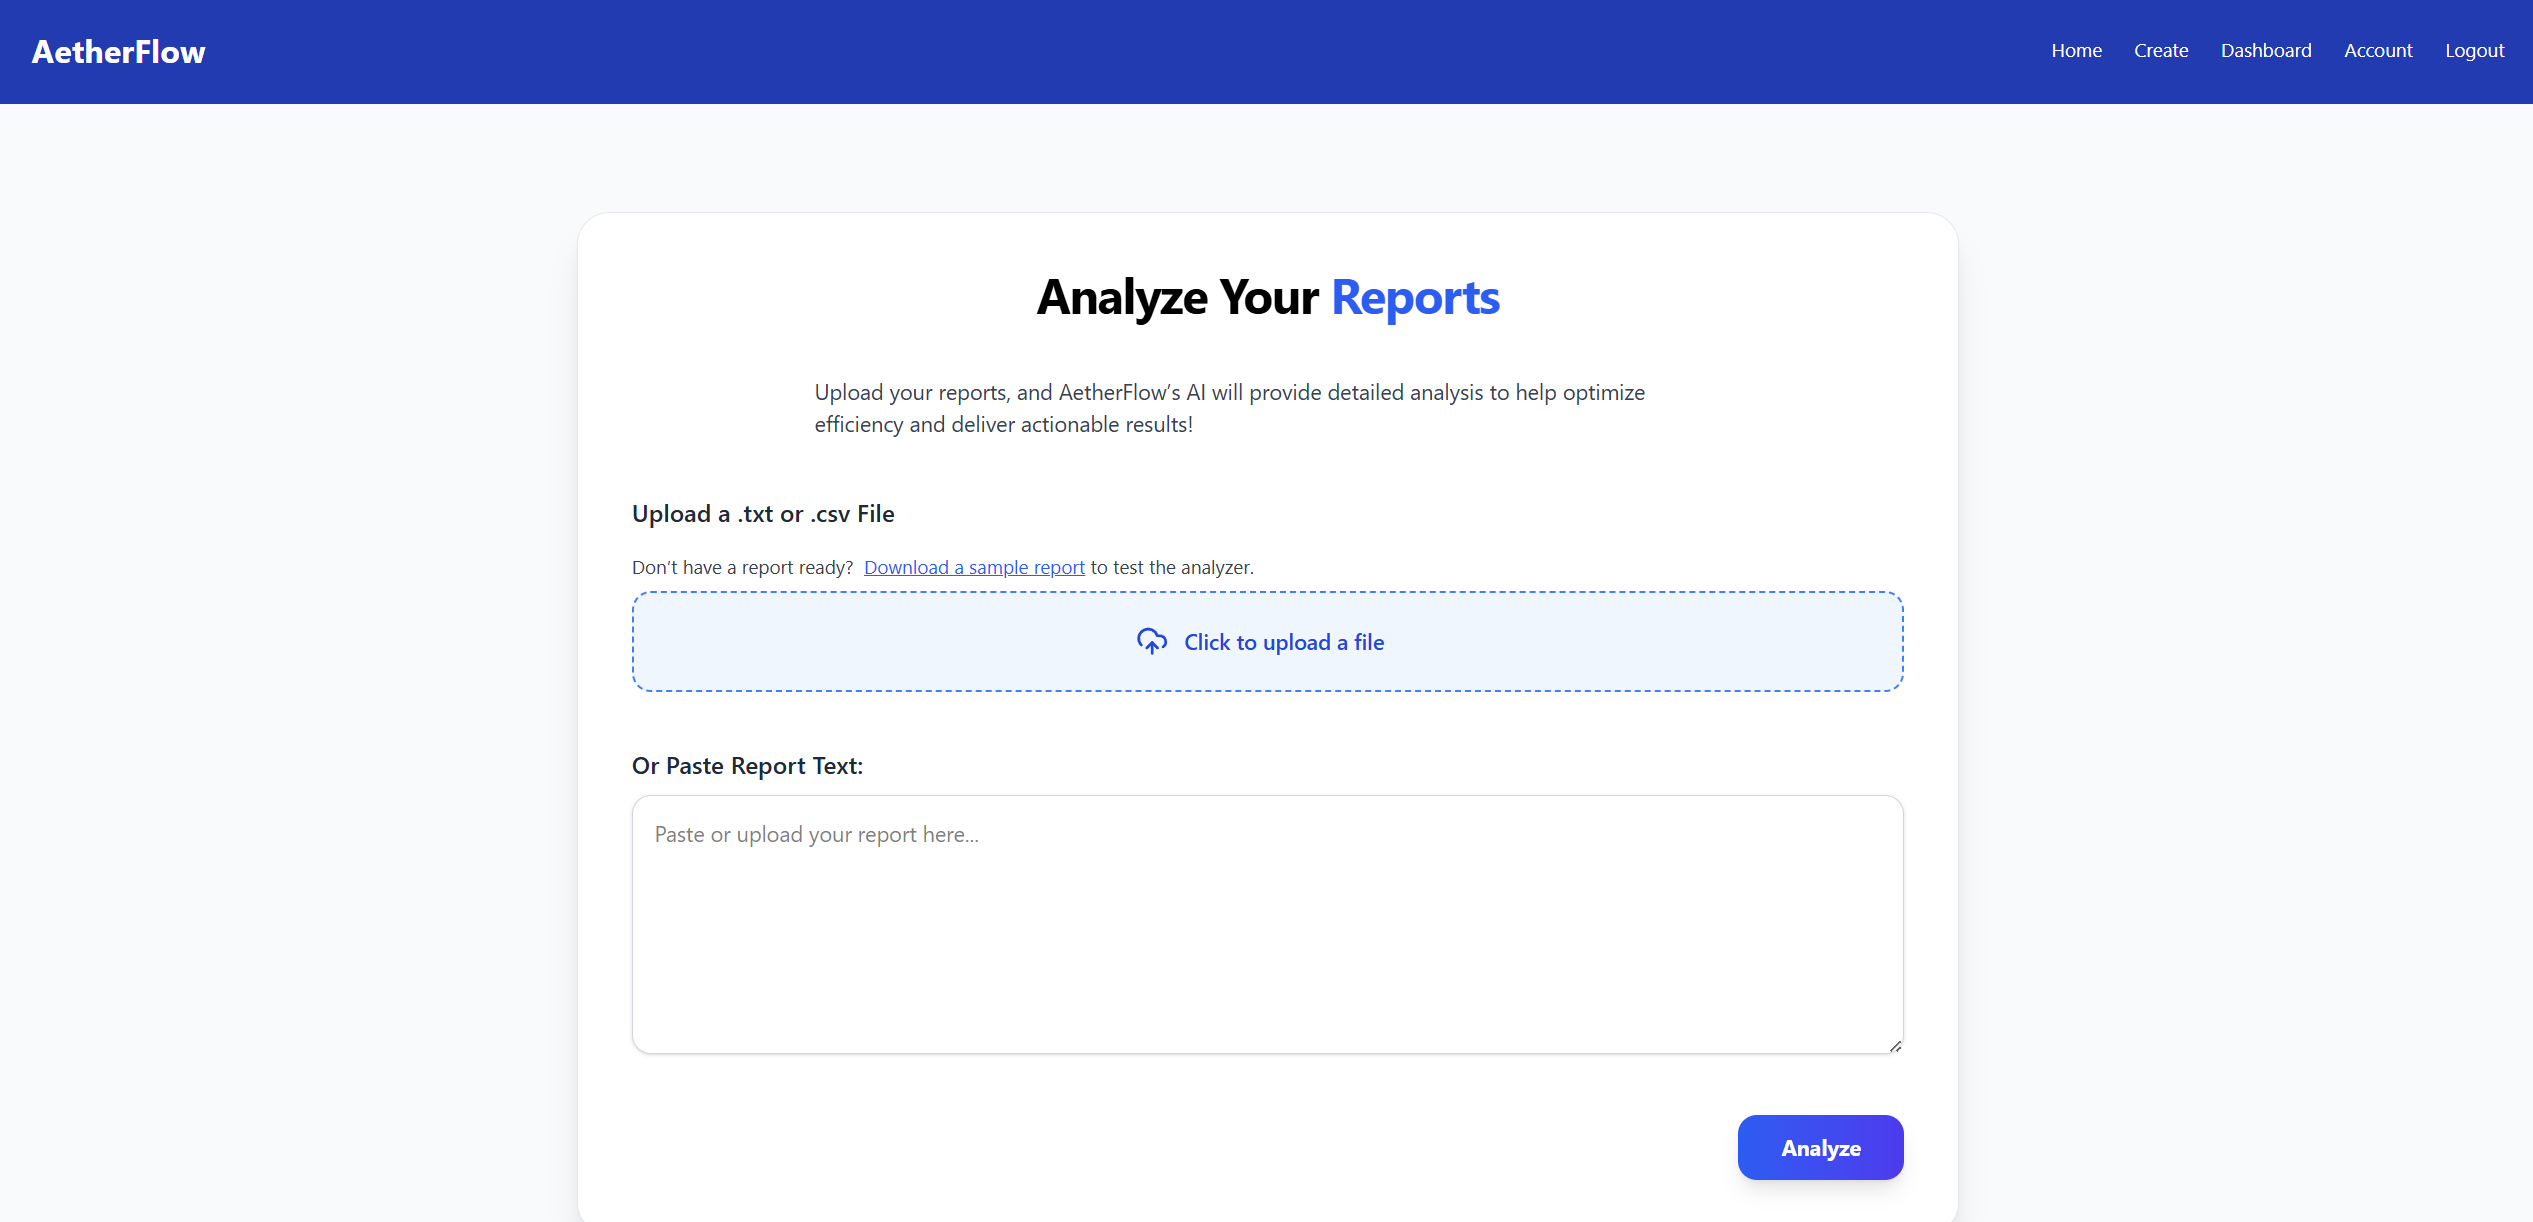 AetherFlow
Home Create Dashboard Account Logout
Analyze Your Reports
Upload your reports, and AetherFlow’s AI will provide detailed analysis to help optimize
efficiency and deliver actionable results!
Upload a .txt or .csv File
Don’t have a report ready? Download a sample report to test the analyzer.
Click to upload a file
Or Paste Report Text:
Paste or upload your report here...
Analyze